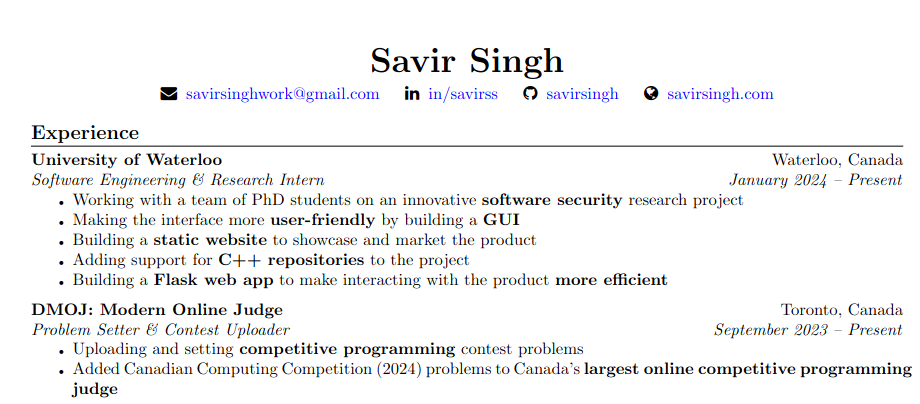 Savir Singh
savirsinghwork@gmail.com in/savirss savirsingh savirsingh.com
Experience
University of Waterloo Waterloo, Canada
Software Engineering & Research Intern January 2024 – Present
• Working with a team of PhD students on an innovative software security research project
• Making the interface more user-friendly by building a GUI
• Building a static website to showcase and market the product
• Adding support for C++ repositories to the project
• Building a Flask web app to make interacting with the product more efficient
DMOJ: Modern Online Judge Toronto, Canada
Problem Setter & Contest Uploader September 2023 – Present
• Uploading and setting competitive programming contest problems
• Added Canadian Computing Competition (2024) problems to Canada's largest online competitive programming
judge